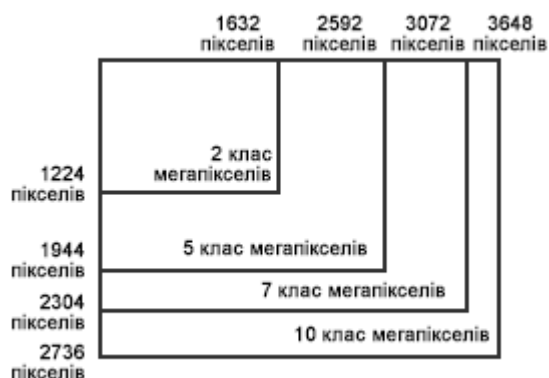 1632 2592 3072 3648
пікселів пікселів пікселів пікселів
2 клас
мегапікселів
1224
пікселів
1944
пікселів
5 клас мегапікселів
2304
пікселів
7 клас мегапікселів
10 клас мегапікселів
2736
пікселів